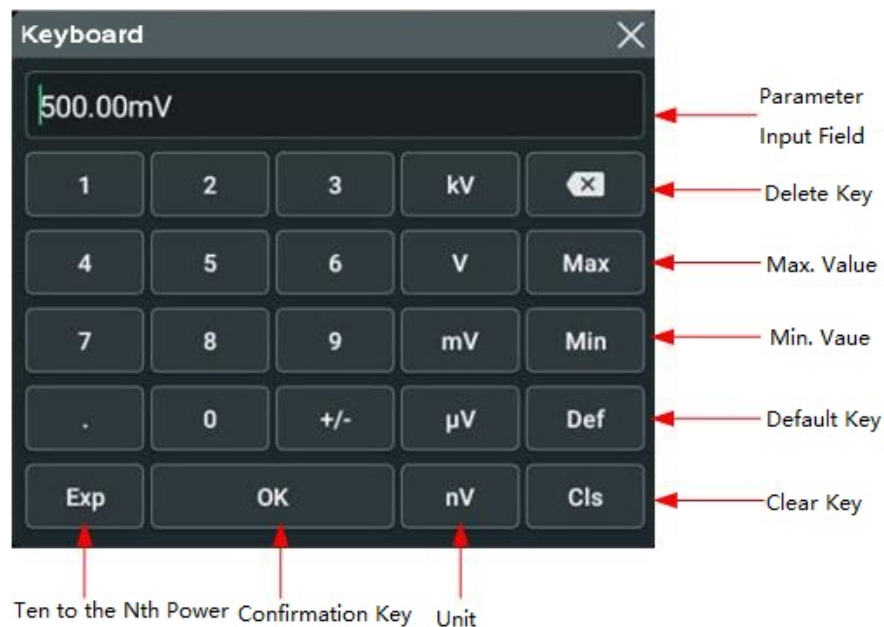 Keyboard
500.00mV
Parameter
Input Field
1 2 3 kV
Delete Key
4 5 6 V Max
Max. Value
7 8 9 mV Min
Min. Vaue
. 0 +/- µV Def
Default Key
Exp OK nV Cls
Clear Key
Ten to the Nth Power Confirmation Key Unit